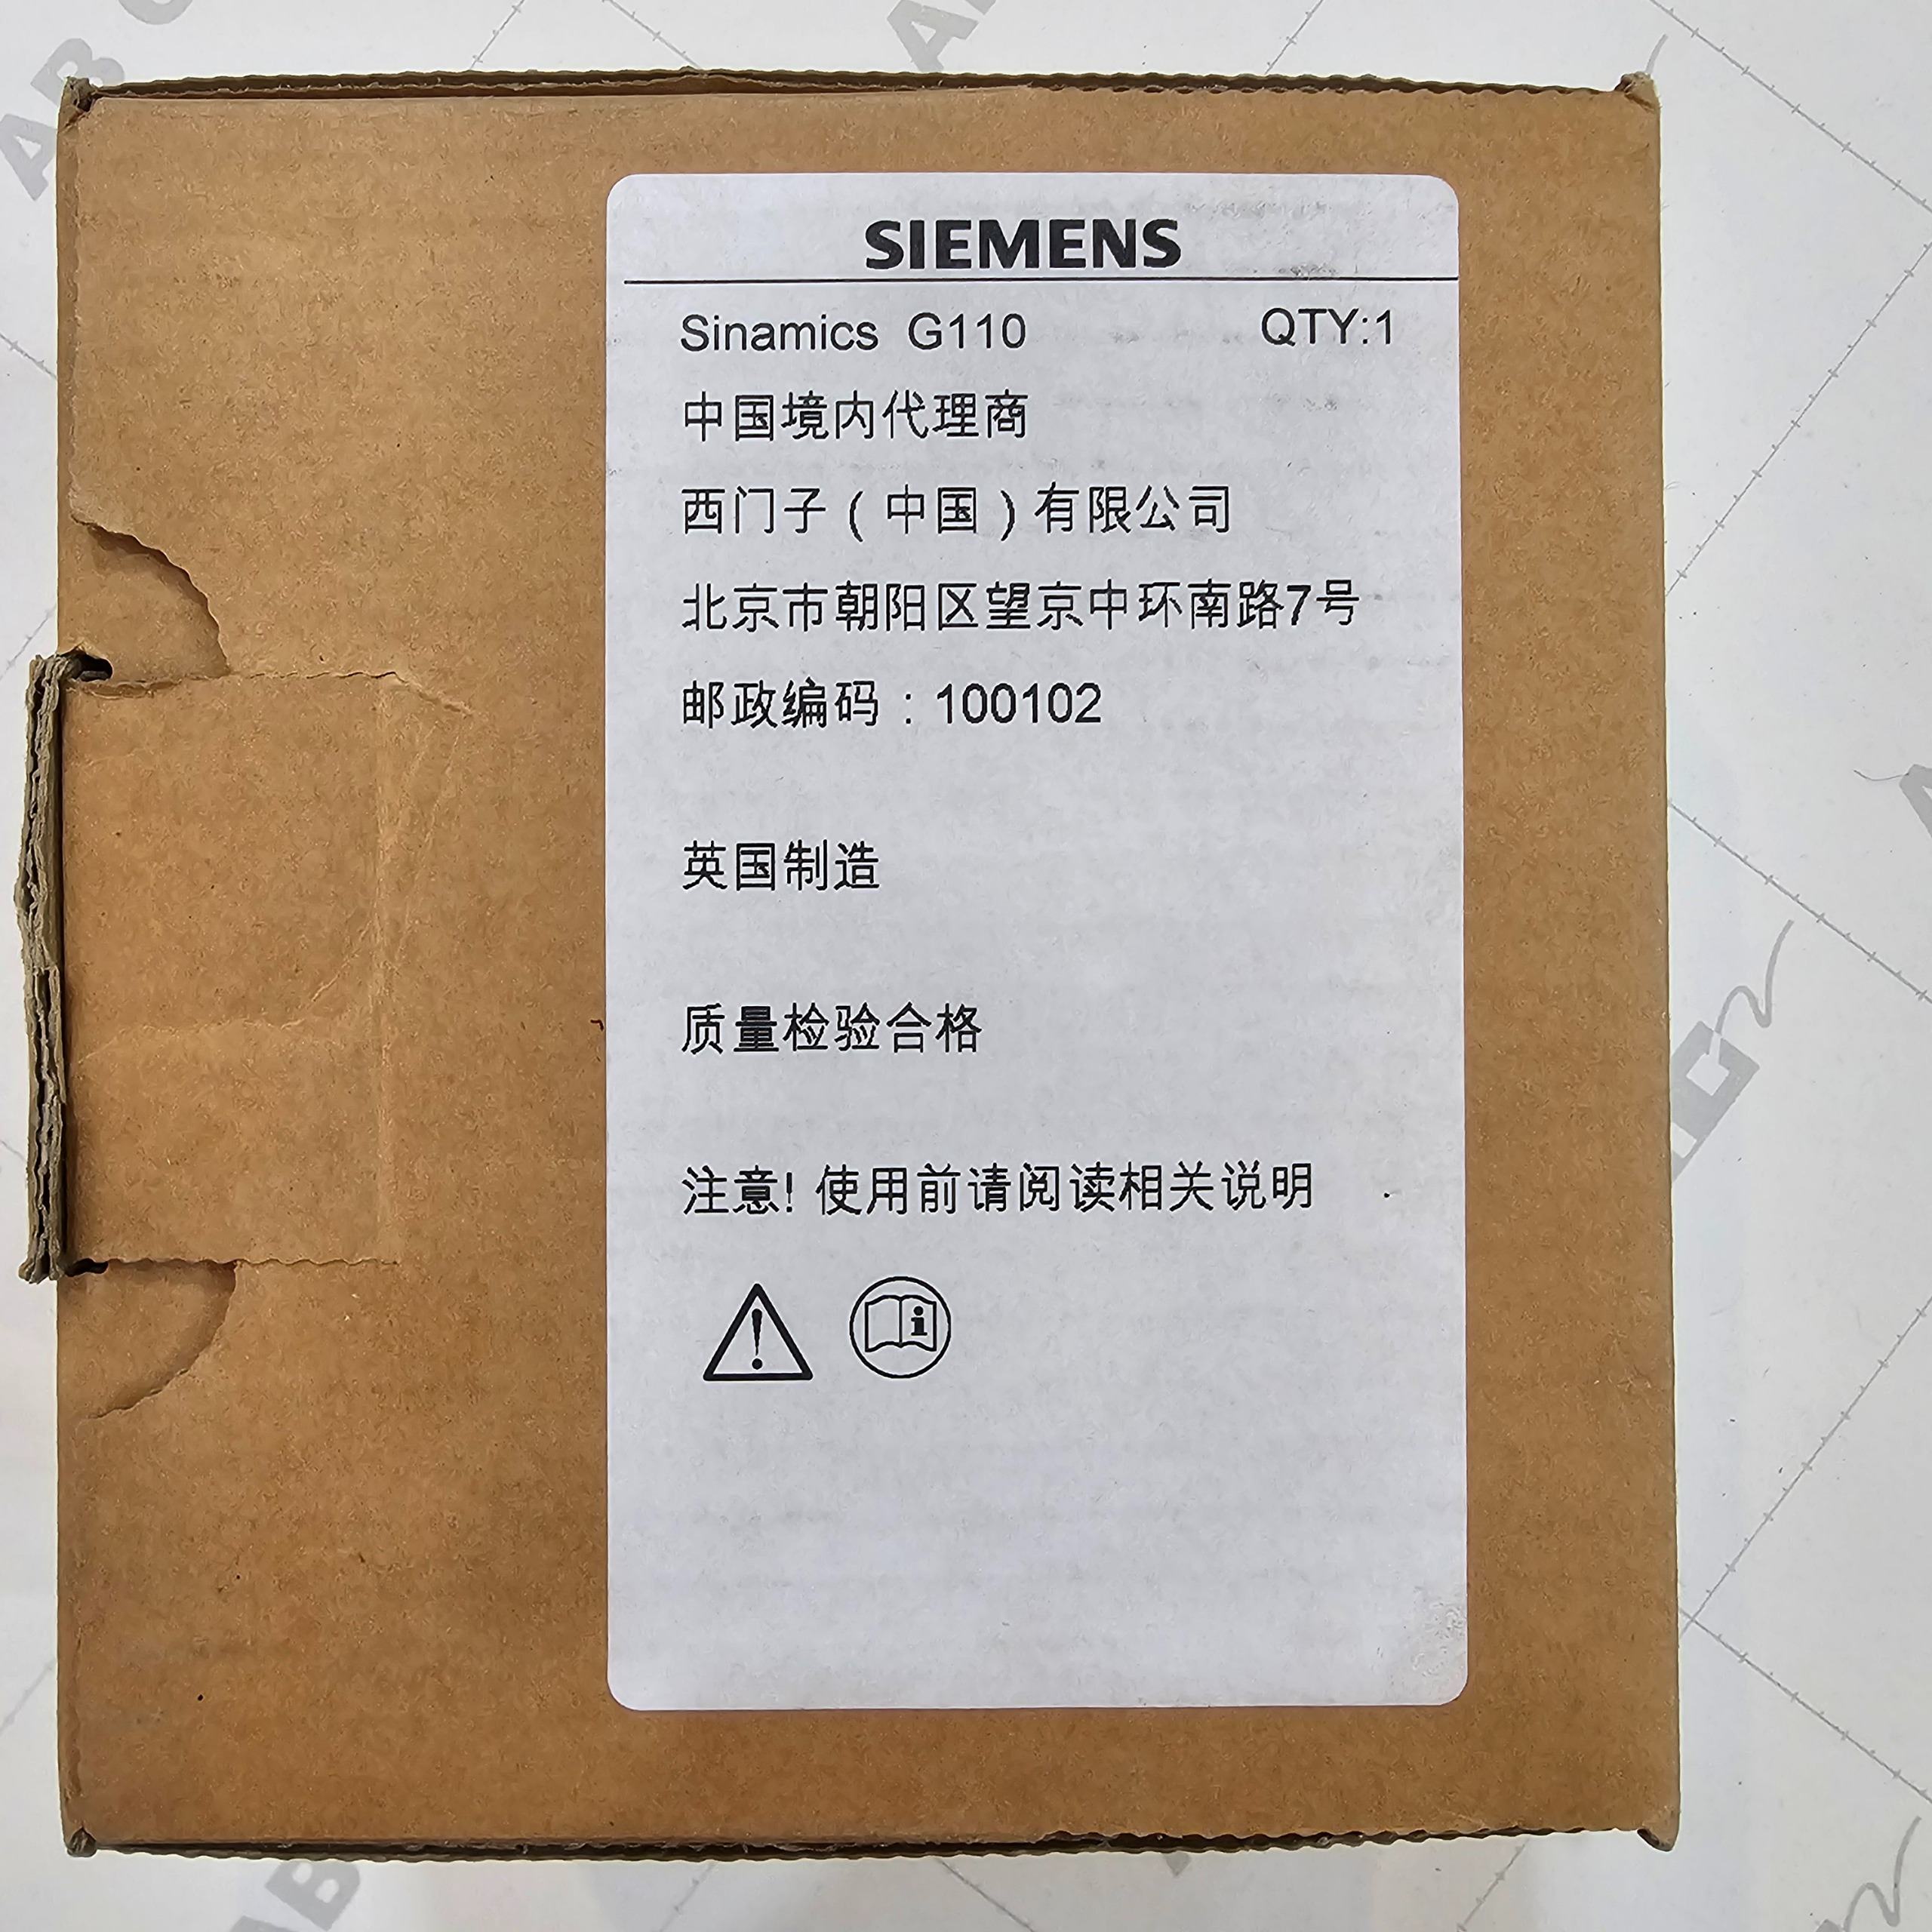 SIEMENS
Sinamics G110 QTY:1
中国境内代理商
西门子(中国)有限公司
北京市朝阳区望京中环南路7号
邮政编码:100102
英国制造
质量检验合格
注意! 使用前请阅读相关说明